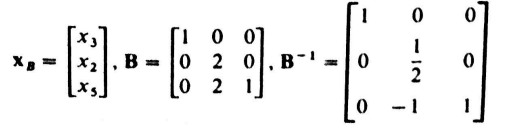 x_B = [x_3; x_2; x_5], B = [1 0 0; 0 2 0; 0 2 1], B^{-1} = [1 0 0; 0 1/2 0; 0 -1 1]